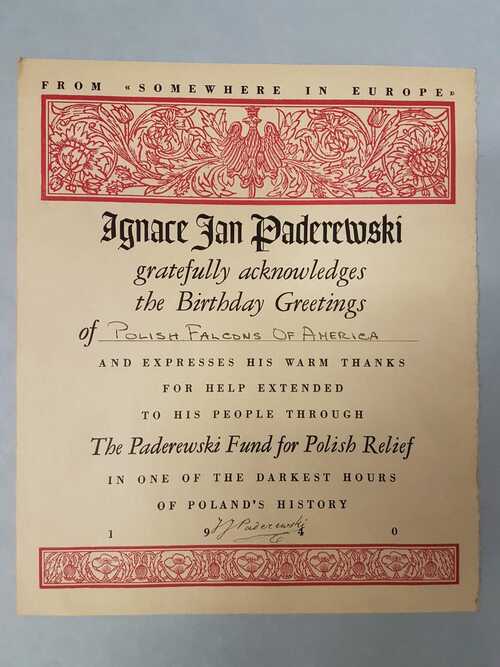 FROM «SOMEWHERE IN EUROPE»
Ignace Jan Paderewski
gratefully acknowledges
the Birthday Greetings
of POLISH FALCONS OF AMERICA
AND EXPRESSES HIS WARM THANKS
FOR HELP EXTENDED
TO HIS PEOPLE THROUGH
The Paderewski Fund for Polish Relief
IN ONE OF THE DARKEST HOURS
OF POLAND'S HISTORY
IJPaderewski
1 9 4 0